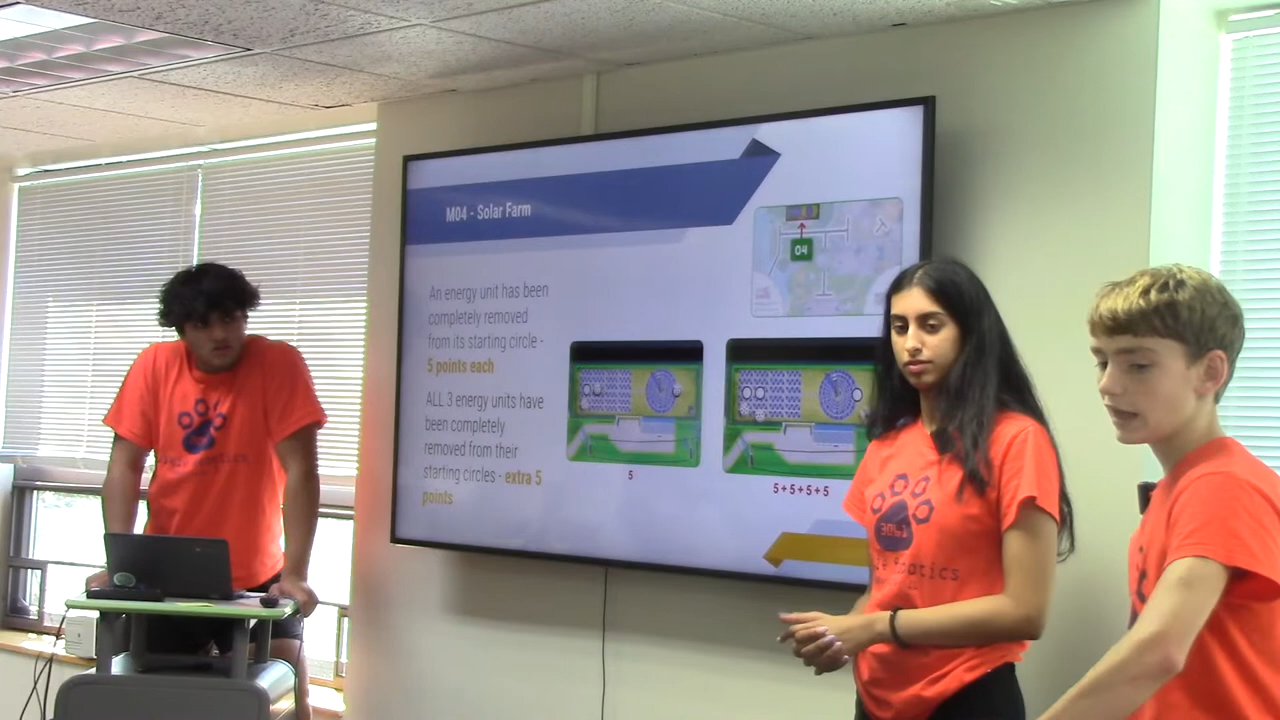 M04 - Solar Farm
04
An energy unit has been
completely removed
from its starting circle -
5 points each
ALL 3 energy units have
been completely
removed from their
starting circles - extra 5
points
5
5+5+5+5
3061